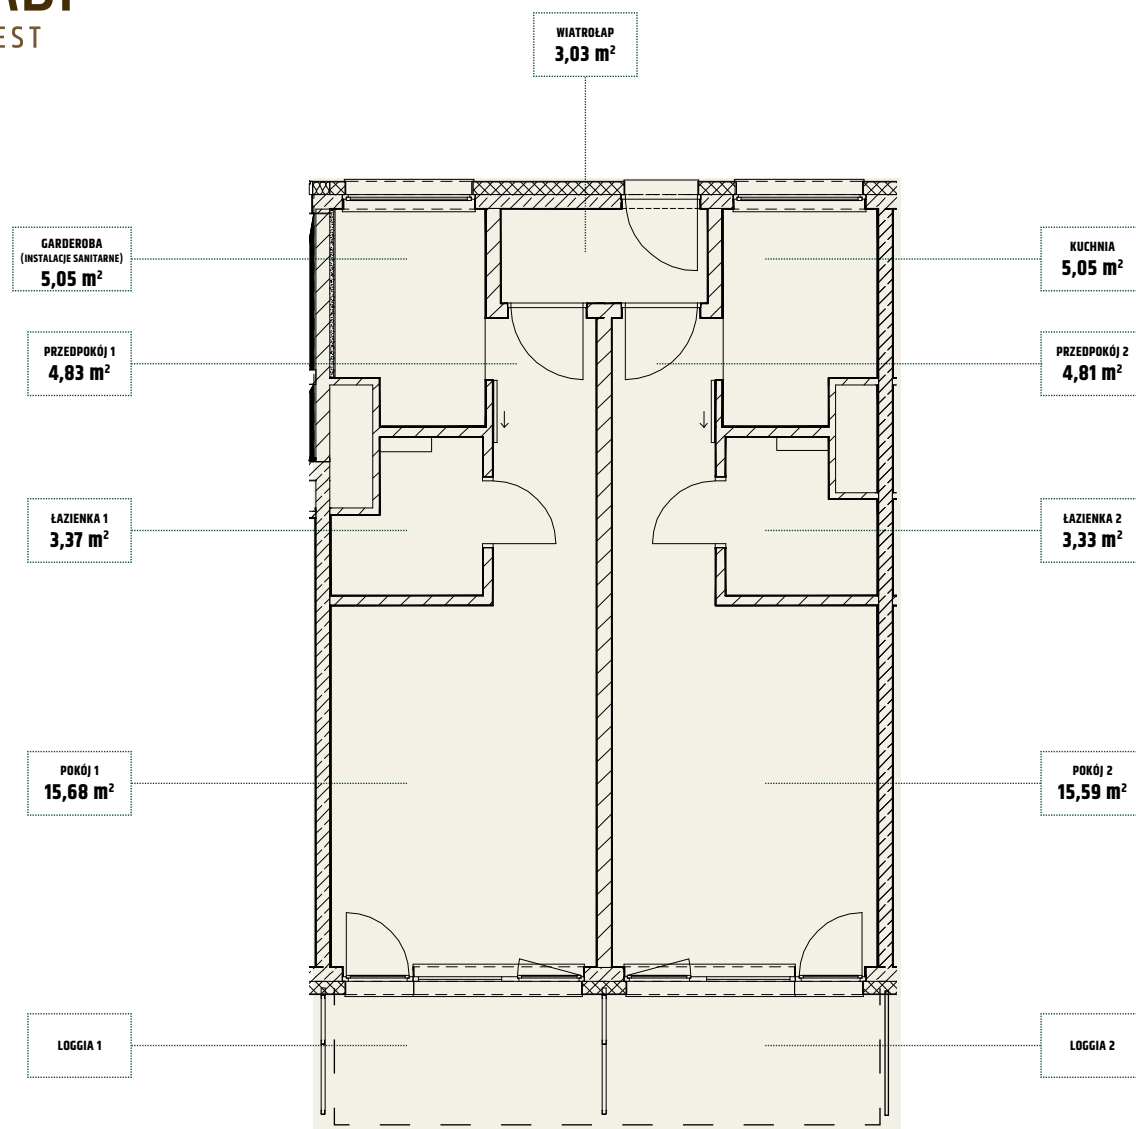 EST
WIATROŁAP
3,03 m²
GARDEROBA
(INSTALACJE SANITARNE)
5,05 m²
KUCHNIA
5,05 m²
PRZEDPOKÓJ 1
4,83 m²
PRZEDPOKÓJ 2
4,81 m²
ŁAZIENKA 1
3,37 m²
ŁAZIENKA 2
3,33 m²
POKÓJ 1
15,68 m²
POKÓJ 2
15,59 m²
LOGGIA 1
LOGGIA 2